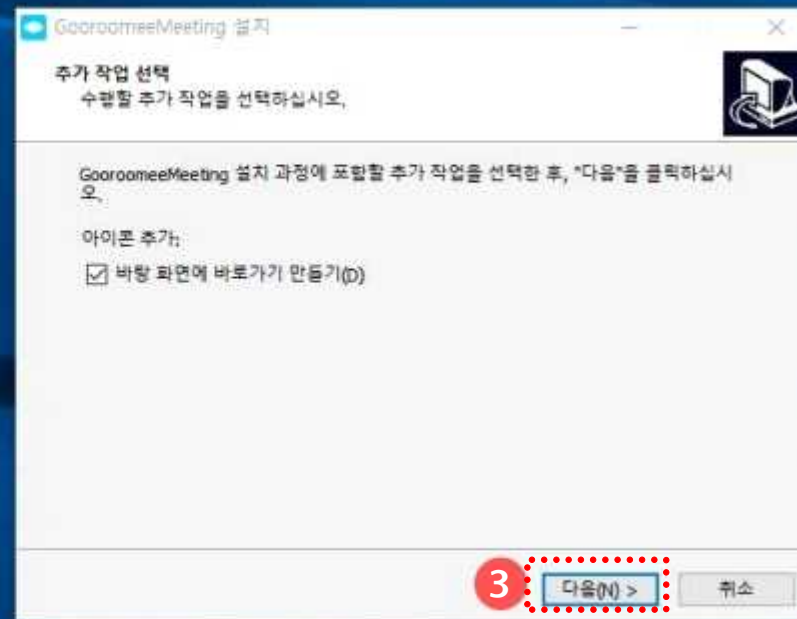 GooroomeeMeeting 설치
추가 작업 선택
수행할 추가 작업을 선택하십시오.
GooroomeeMeeting 설치 과정에 포함할 추가 작업을 선택한 후, "다음"을 클릭하십시
오.
아이콘 추가:
바탕 화면에 바로가기 만들기(D)
3 다음(N) > 취소